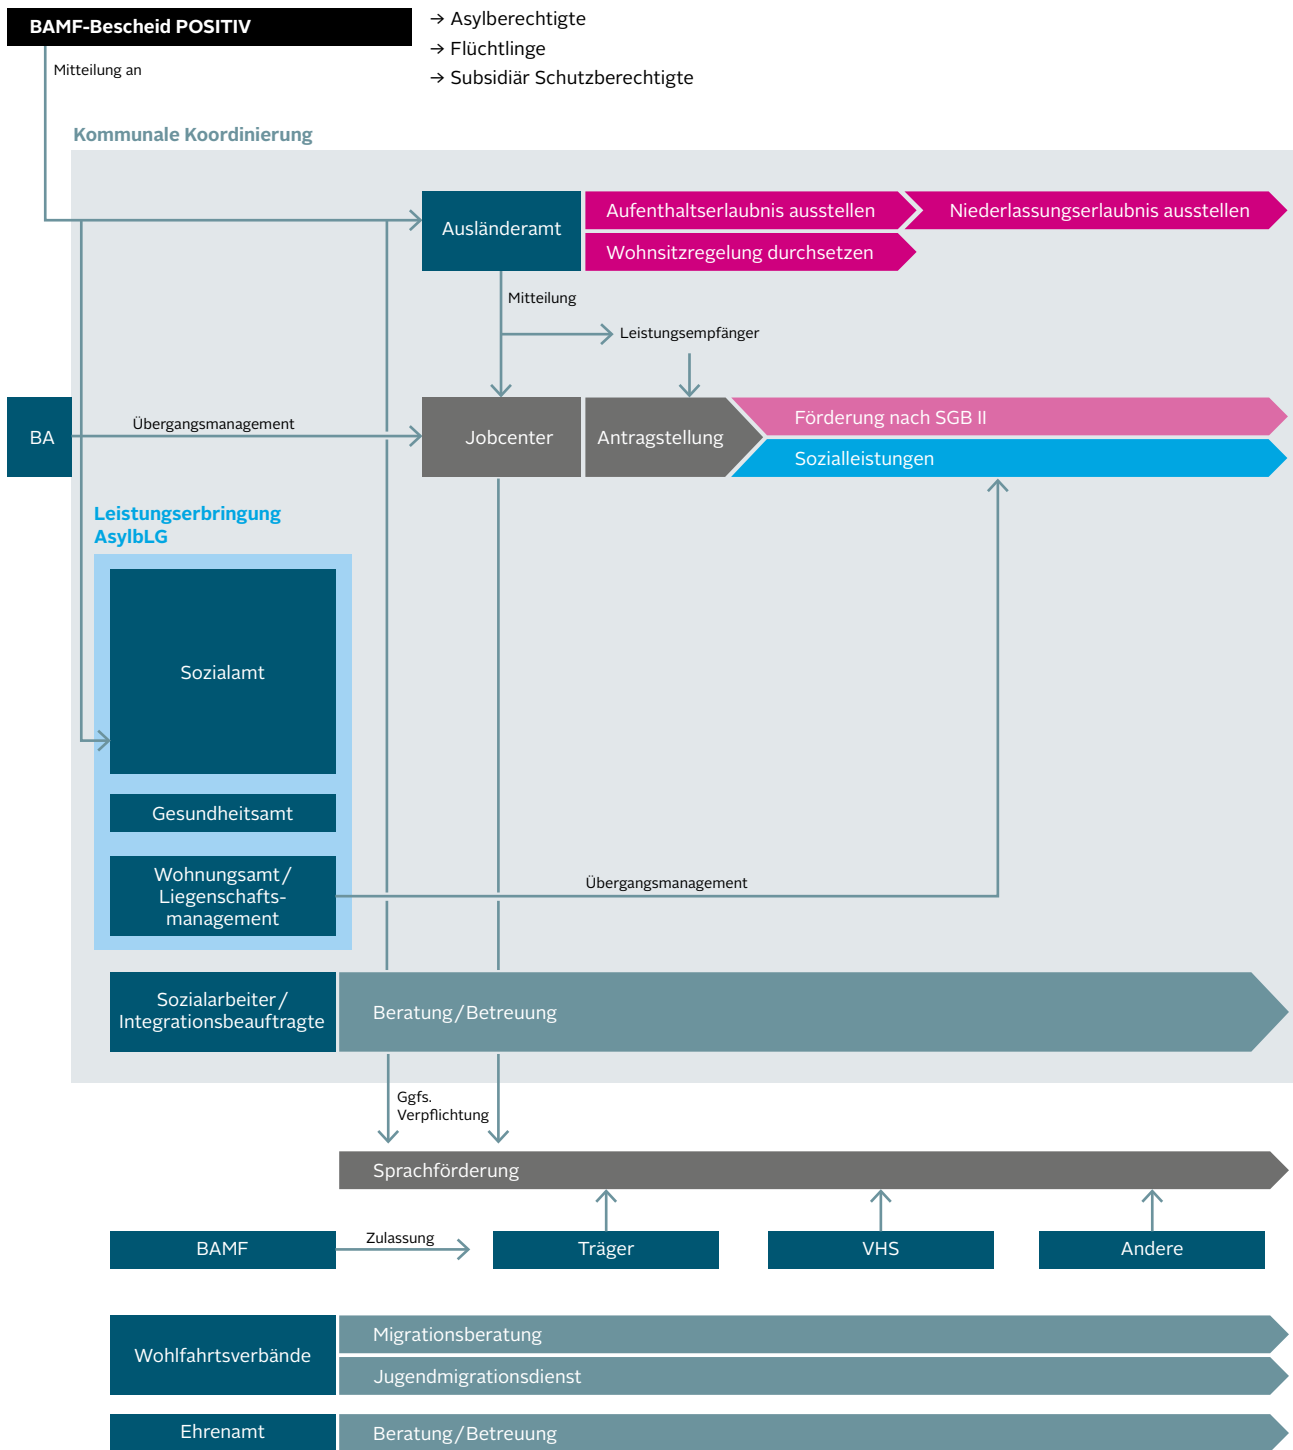 BAMF-Bescheid POSITIV
→ Asylberechtigte
→ Flüchtlinge
→ Subsidiär Schutzberechtigte
Mitteilung an
Kommunale Koordinierung
Ausländeramt
Aufenthaltserlaubnis ausstellen
Niederlassungserlaubnis ausstellen
Wohnsitzregelung durchsetzen
Mitteilung
Leistungsempfänger
BA
Übergangsmanagement
Jobcenter
Antragstellung
Förderung nach SGB II
Sozialleistungen
Leistungserbringung
AsylbLG
Sozialamt
Gesundheitsamt
Wohnungsamt/
Liegenschafts-
management
Übergangsmanagement
Sozialarbeiter/
Integrationsbeauftragte
Beratung/Betreuung
Ggfs.
Verpflichtung
Sprachförderung
BAMF
Zulassung
Träger
VHS
Andere
Wohlfahrtsverbände
Migrationsberatung
Jugendmigrationsdienst
Ehrenamt
Beratung/Betreuung